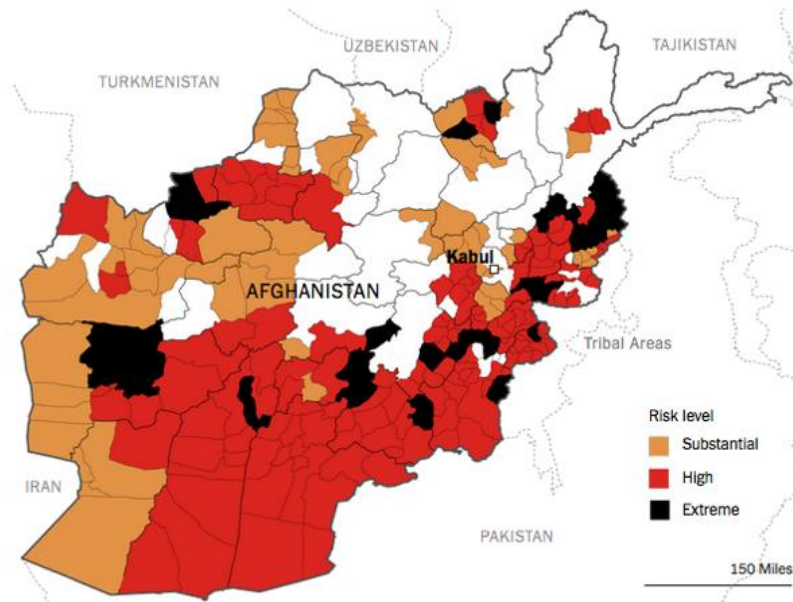 UZBEKISTAN
TAJIKISTAN
TURKMENISTAN
Kabul
AFGHANISTAN
Tribal Areas
Risk level
Substantial
High
Extreme
IRAN
PAKISTAN
150 Miles